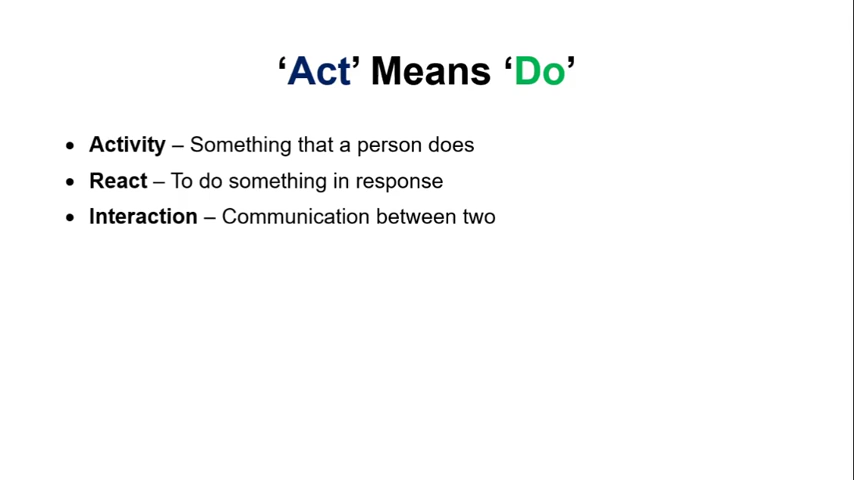 ‘Act’ Means ‘Do’
• Activity – Something that a person does
• React – To do something in response
• Interaction – Communication between two